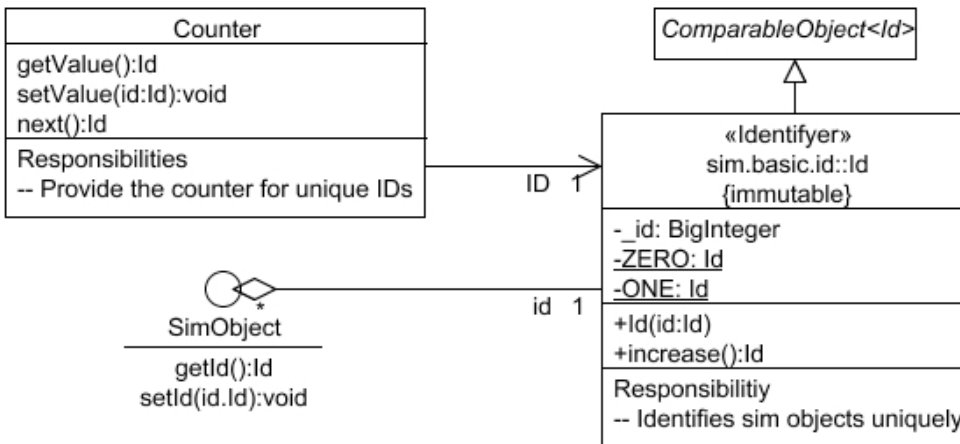 Counter
getValue():Id
setValue(id:Id):void
next():Id
Responsibilities
-- Provide the counter for unique IDs
ID 1
ComparableObject<Id>
«Identifyer»
sim.basic.id::Id
{immutable}
-_id: BigInteger
-ZERO: Id
-ONE: Id
+Id(id:Id)
+increase():Id
Responsibilitiy
-- Identifies sim objects uniquely
*
id 1
SimObject
getId():Id
setId(id.Id):void